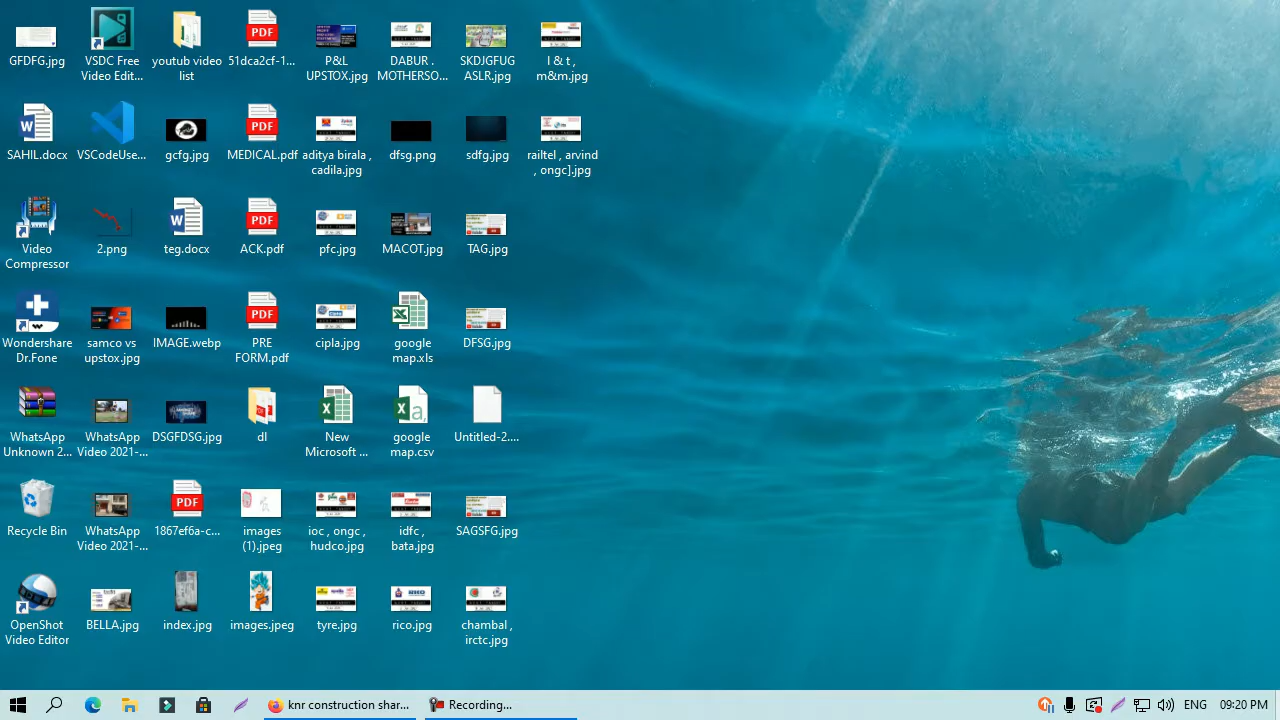 GFDFG.jpg
VSDC Free
Video Edit...
youtub video
list
51dca2cf-1...
P&L
UPSTOX.jpg
DABUR .
MOTHERSO...
SKDJGFUG
ASLR.jpg
l & t ,
m&m.jpg
SAHIL.docx
VSCodeUse...
gcfg.jpg
PDF
MEDICAL.pdf
aditya birala ,
cadila.jpg
dfsg.png
sdfg.jpg
railtel , arvind
, ongc].jpg
Video
Compressor
2.png
teg.docx
PDF
ACK.pdf
pfc.jpg
MACOT.jpg
TAG.jpg
Wondershare
Dr.Fone
samco vs
upstox.jpg
IMAGE.webp
PDF
PRE
FORM.pdf
cipla.jpg
google
map.xls
DFSG.jpg
WhatsApp
Unknown 2...
WhatsApp
Video 2021-...
DSGFDSG.jpg
dl
New
Microsoft ...
google
map.csv
Untitled-2....
Recycle Bin
WhatsApp
Video 2021-...
PDF
1867ef6a-c...
images
(1).jpeg
ioc , ongc ,
hudco.jpg
idfc ,
bata.jpg
SAGSFG.jpg
OpenShot
Video Editor
BELLA.jpg
index.jpg
images.jpeg
tyre.jpg
rico.jpg
chambal ,
irctc.jpg
knr construction shar...
Recording...
ENG
09:20 PM